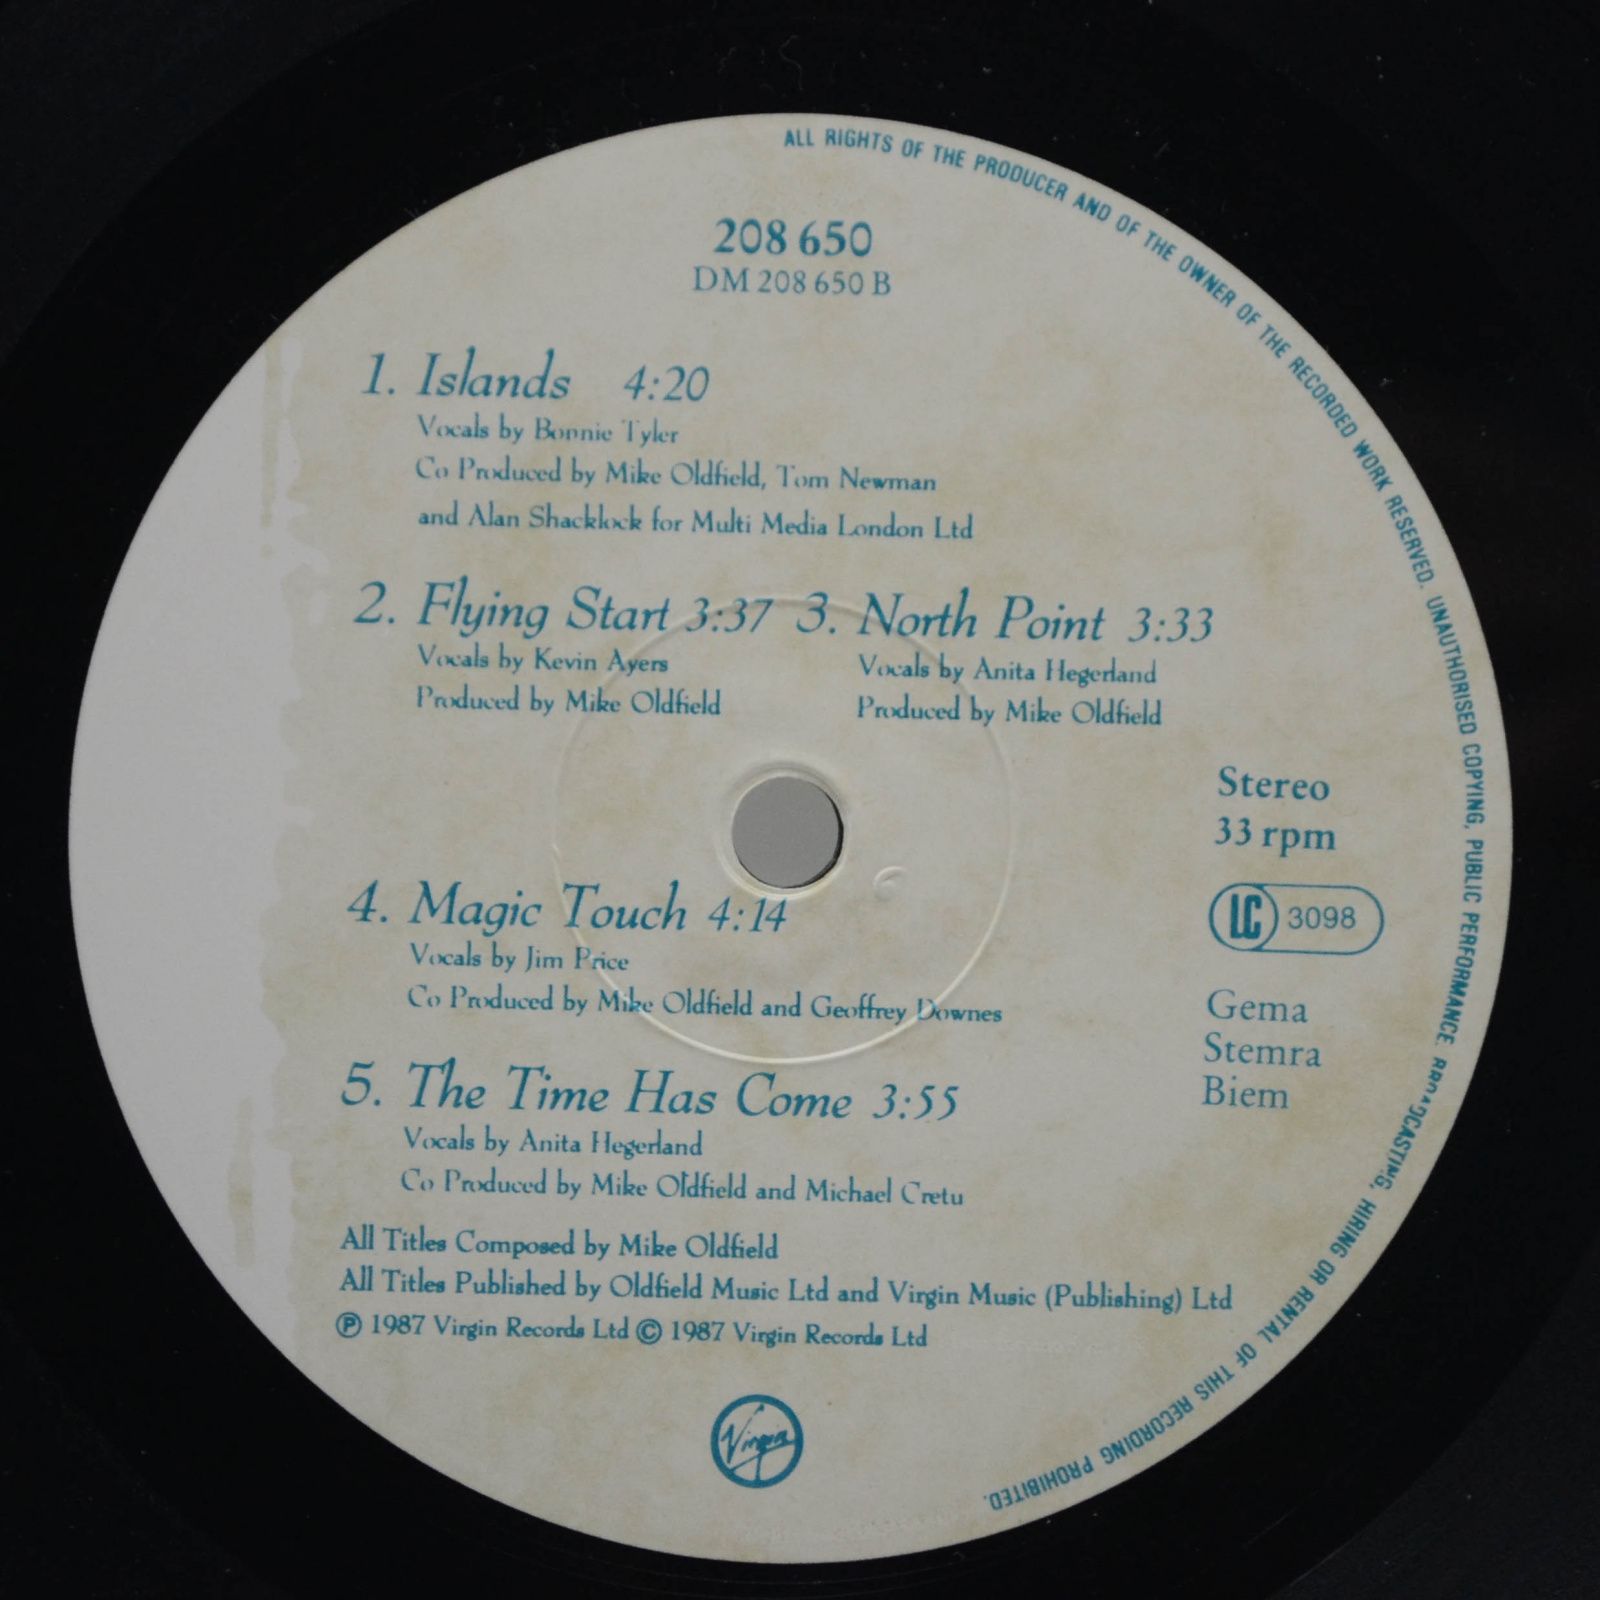 ALL RIGHTS OF THE PRODUCER AND OF THE OWNER OF THE RECORDED WORK RESERVED. UNAUTHORISED COPYING, PUBLIC PERFORMANCE, BROADCASTING, HIRING OR RENTAL OF THIS RECORDING PROHIBITED.
208 650
DM 208 650 B
1. Islands 4:20
Vocals by Bonnie Tyler
Co Produced by Mike Oldfield, Tom Newman
and Alan Shacklock for Multi Media London Ltd
2. Flying Start 3:37 3. North Point 3:33
Vocals by Kevin Ayers Vocals by Anita Hegerland
Produced by Mike Oldfield Produced by Mike Oldfield
Stereo
33 rpm
LC 3098
Gema
Stemra
Biem
4. Magic Touch 4:14
Vocals by Jim Price
Co Produced by Mike Oldfield and Geoffrey Downes
5. The Time Has Come 3:55
Vocals by Anita Hegerland
Co Produced by Mike Oldfield and Michael Cretu
All Titles Composed by Mike Oldfield
All Titles Published by Oldfield Music Ltd and Virgin Music (Publishing) Ltd
℗ 1987 Virgin Records Ltd © 1987 Virgin Records Ltd
Virgin